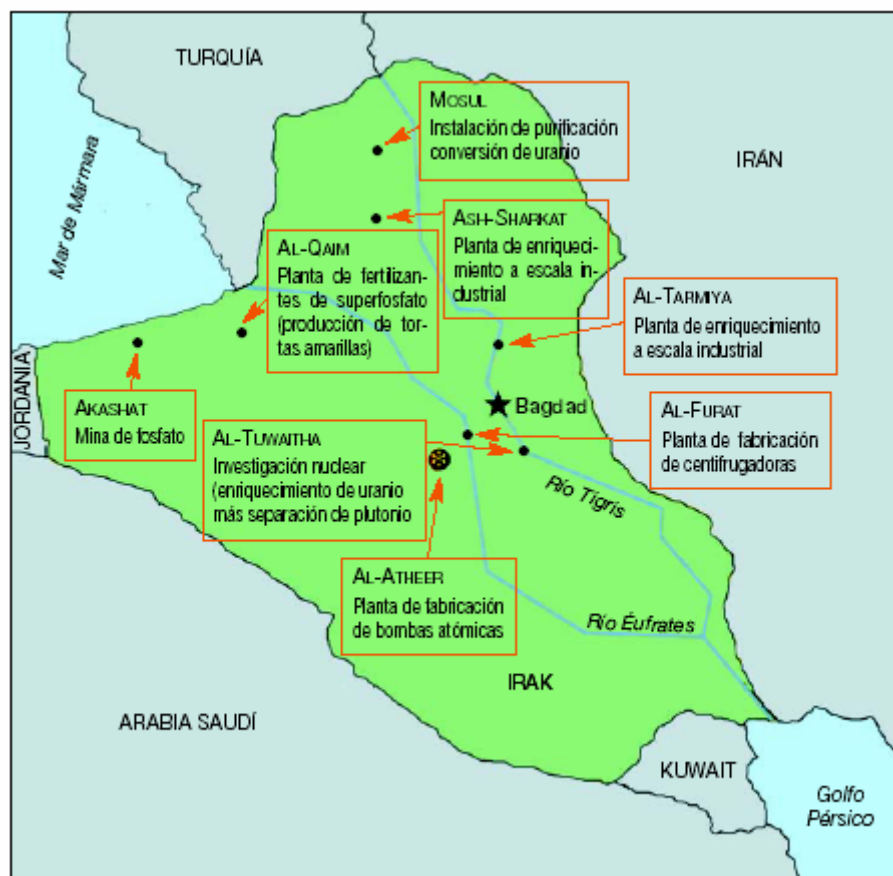 TURQUÍA
MOSUL
Instalación de purificación
conversión de uranio
IRÁN
Mar de Mármara
ASH-SHARKAT
Planta de enriqueci-
miento a escala in-
dustrial
AL-QAIM
Planta de fertilizan-
tes de superfosfato
(producción de tor-
tas amarillas)
AL-TARMIYA
Planta de enriquecimiento
a escala industrial
JORDANIA
AKASHAT
Mina de fosfato
Bagdad
AL-FURAT
Planta de fabricación
de centifrugadoras
AL-TUWAITHA
Investigación nuclear
(enriquecimiento de uranio
más separación de plutonio
Río Tigris
AL-ATHEER
Planta de fabricación
de bombas atómicas
Río Éufrates
IRAK
ARABIA SAUDÍ
KUWAIT
Golfo
Pérsico